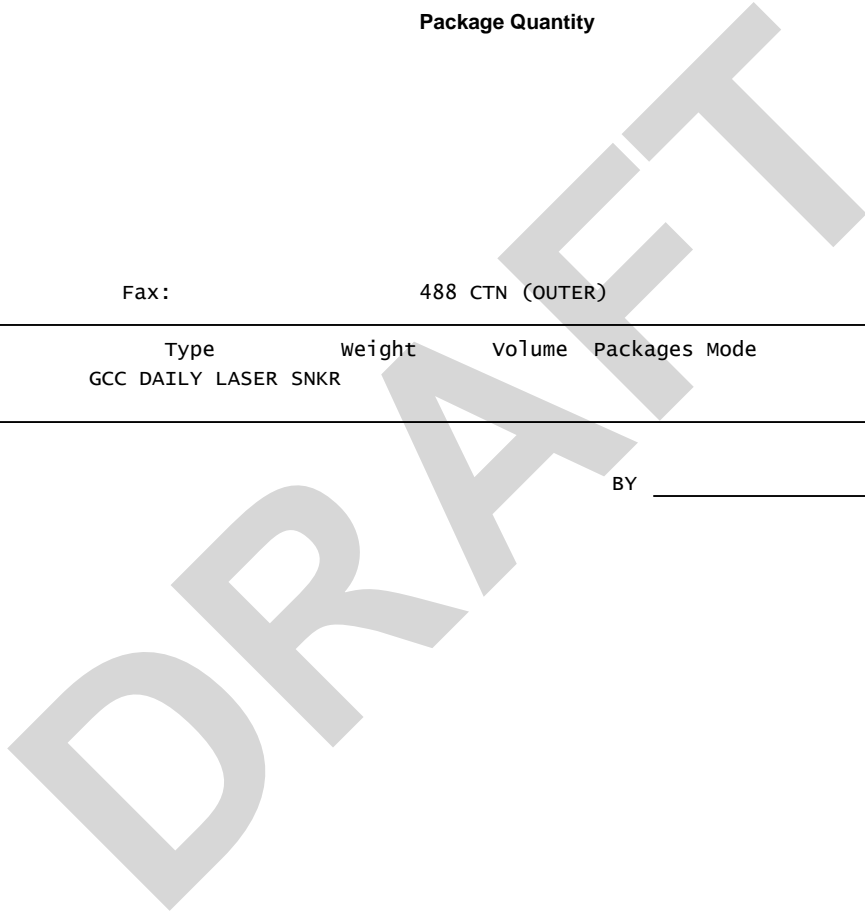 Package Quantity
Fax: 488 CTN (OUTER)
Type Weight Volume Packages Mode
GCC DAILY LASER SNKR
BY
DRAFT